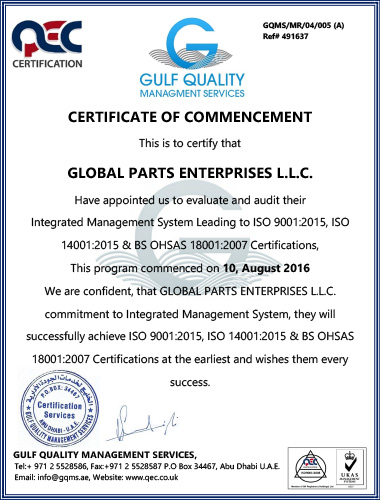 GQMS/MR/04/005 (A)
Ref# 491637
QEC
CERTIFICATION
GULF QUALITY
MANAGMENT SERVICES
CERTIFICATE OF COMMENCEMENT
This is to certify that
GLOBAL PARTS ENTERPRISES L.L.C.
Have appointed us to evaluate and audit their
Integrated Management System Leading to ISO 9001:2015, ISO
14001:2015 & BS OHSAS 18001:2007 Certifications,
This program commenced on 10, August 2016
We are confident, that GLOBAL PARTS ENTERPRISES L.L.C.
commitment to Integrated Management System, they will
successfully achieve ISO 9001:2015, ISO 14001:2015 & BS OHSAS
18001:2007 Certifications at the earliest and wishes them every
success.
P.O.BOX: 34467
Certification
Services
ABU DHABI - U.A.E.
GULF QUALITY MANAGEMENT SERVICES
GULF QUALITY MANAGEMENT SERVICES,
Tel:+ 971 2 5528586, Fax:+971 2 5528587 P.O Box 34467, Abu Dhabi U.A.E.
Email: info@gqms.ae, Website: www.qec.co.uk
QEC
UKAS
MANAGEMENT
SYSTEMS